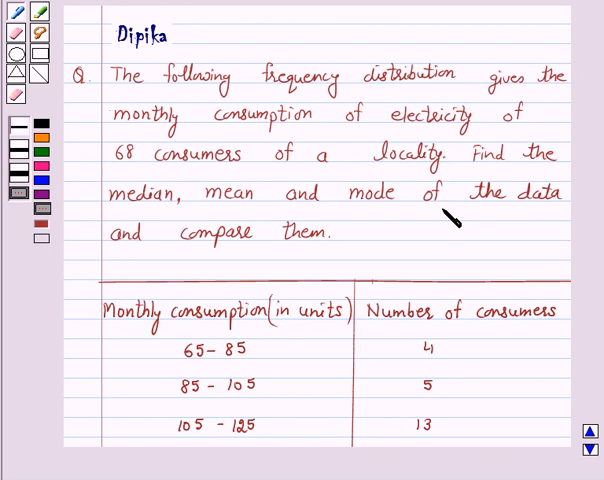 Dipika
Q. The following frequency distribution gives the
monthly consumption of electricity of
68 consumers of a locality. Find the
median, mean and mode of the data
and compare them.
Monthly consumption (in units) Number of consumers
65 - 85 4
85 - 105 5
105 - 125 13